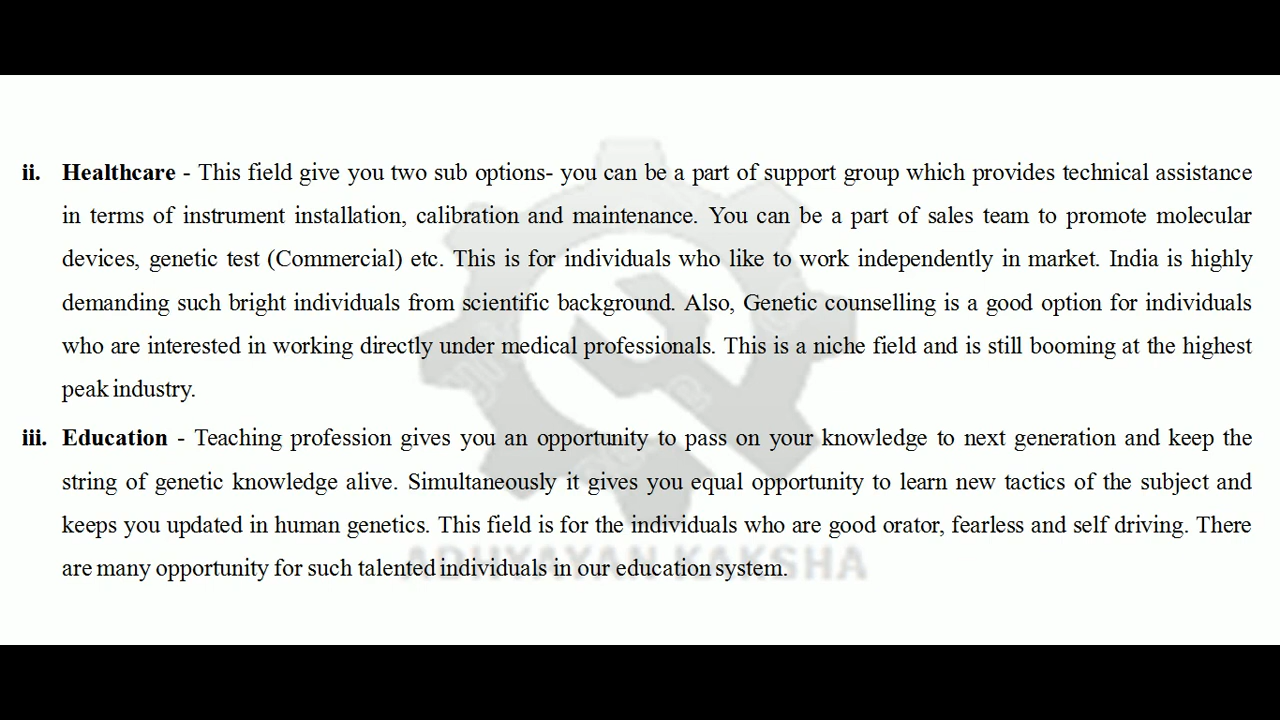 ii. Healthcare - This field give you two sub options- you can be a part of support group which provides technical assistance
in terms of instrument installation, calibration and maintenance. You can be a part of sales team to promote molecular
devices, genetic test (Commercial) etc. This is for individuals who like to work independently in market. India is highly
demanding such bright individuals from scientific background. Also, Genetic counselling is a good option for individuals
who are interested in working directly under medical professionals. This is a niche field and is still booming at the highest
peak industry.
iii. Education - Teaching profession gives you an opportunity to pass on your knowledge to next generation and keep the
string of genetic knowledge alive. Simultaneously it gives you equal opportunity to learn new tactics of the subject and
keeps you updated in human genetics. This field is for the individuals who are good orator, fearless and self driving. There
are many opportunity for such talented individuals in our education system.
ADHYAYAN KAKSHA